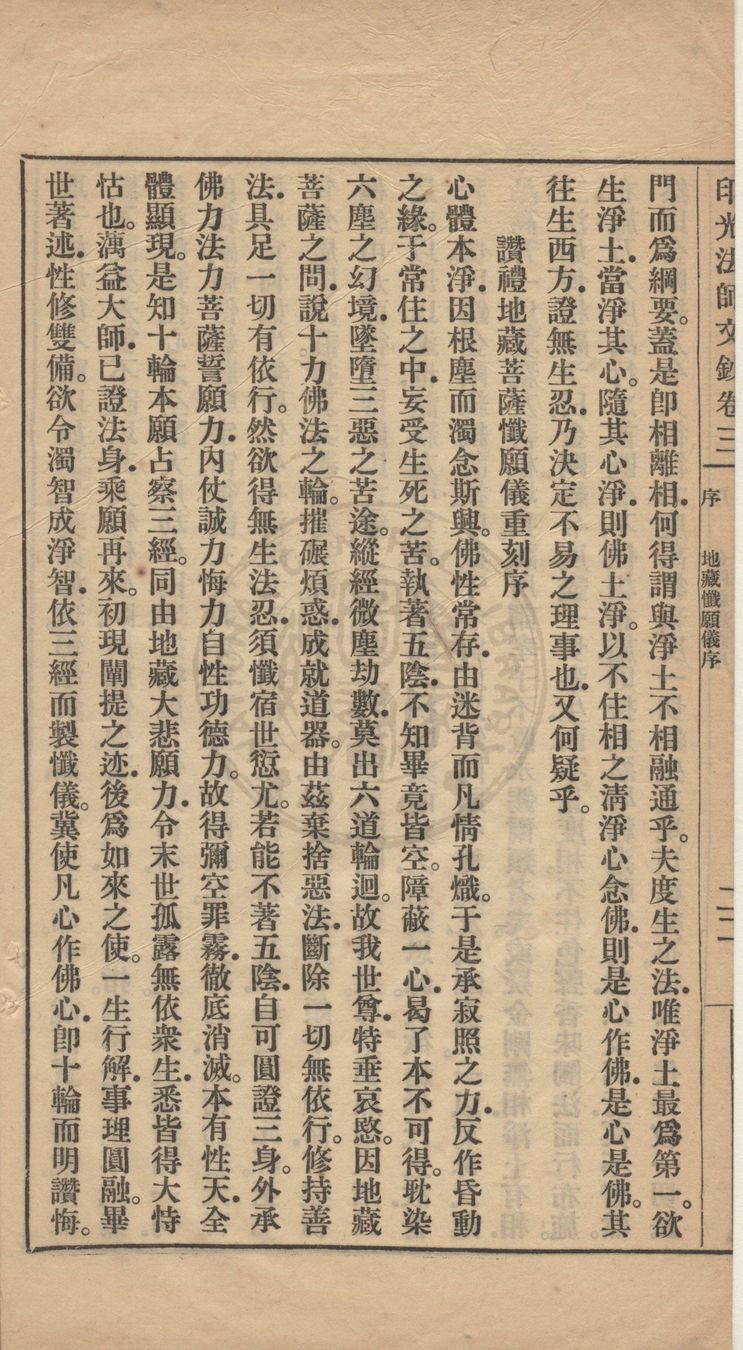 印光法師文鈔卷三　序　地藏懺願儀序　二二
門而爲綱要。蓋是卽相離相。何得謂與淨土不相融通乎。夫度生之法。唯淨土最爲第一。欲
生淨土。當淨其心。隨其心淨。則佛土淨。以不住相之淸淨心念佛。則是心作佛。是心是佛。其
往生西方。證無生忍。乃決定不易之理事也。又何疑乎。
讚禮地藏菩薩懺願儀重刻序
心體本淨。因根塵而濁念斯興。佛性常存。由迷背而凡情孔熾。于是承寂照之力。反作昏動
之緣。于常住之中。妄受生死之苦。執著五陰。不知畢竟皆空。障蔽一心。曷了本不可得。耽染
六塵之幻境。墜墮三惡之苦途。縱經微塵劫數。莫出六道輪迴。故我世尊。特垂哀愍。因地藏
菩薩之問。說十力佛法之輪。摧碾煩惑。成就道器。由茲棄捨惡法。斷除一切無依行。修持善
法。具足一切有依行。然欲得無生法忍。須懺宿世愆尤。若能不著五陰。自可圓證三身。外承
佛力法力菩薩誓願力。內仗誠力悔力自性功德力。故得彌空罪霧。徹底消滅。本有性天。全
體顯現。是知十輪本願占察三經。同由地藏大悲願力。令末世孤露無依衆生。悉皆得大恃
怙也。蕅益大師。已證法身。乘願再來。初現闡提之迹。後爲如來之使。一生行解。事理圓融。畢
世著述。性修雙備。欲令濁智成淨智。依三經而製懺儀。冀使凡心作佛心。卽十輪而明讚悔。